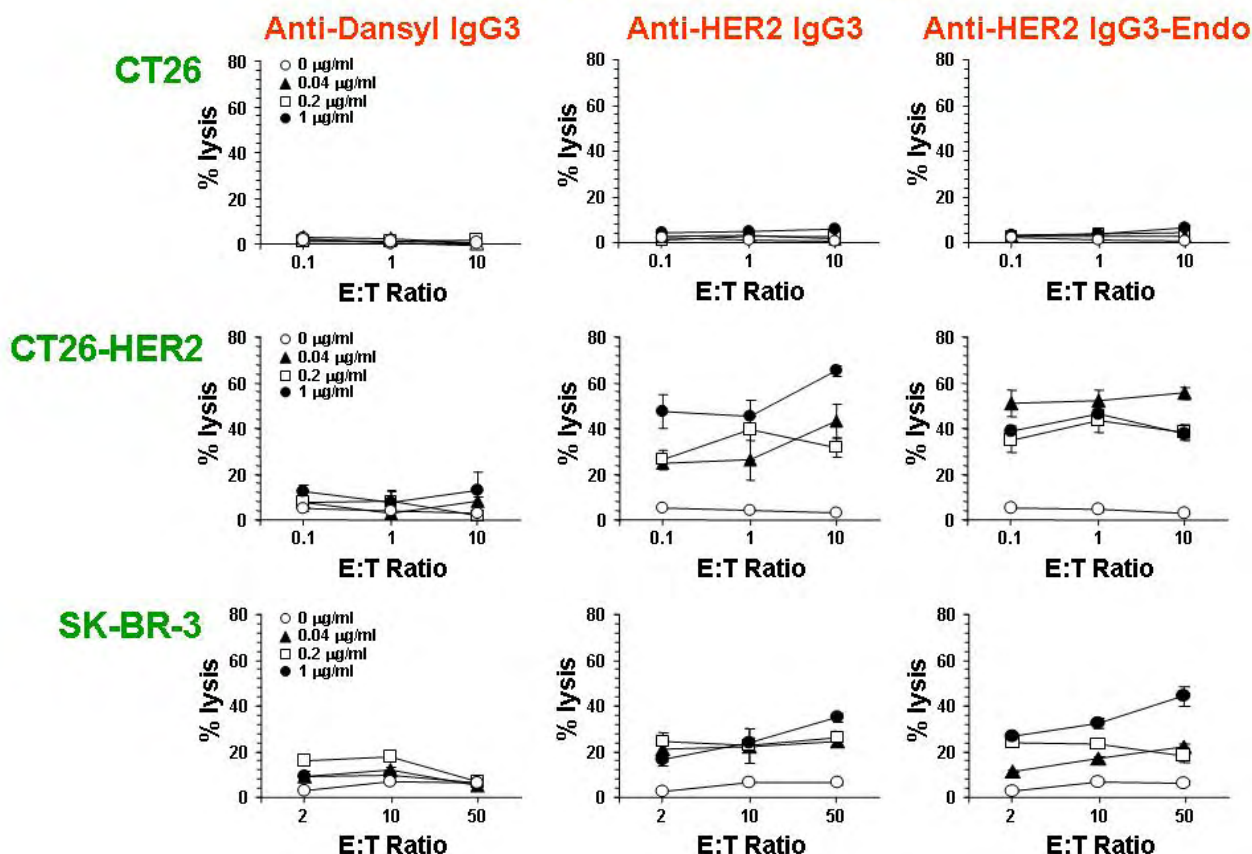 Anti-Dansyl IgG3 Anti-HER2 IgG3 Anti-HER2 IgG3-Endo
CT26
% lysis
80
60
40
20
0
○ 0 µg/ml
▲ 0.04 µg/ml
□ 0.2 µg/ml
● 1 µg/ml
0.1 1 10
E:T Ratio
% lysis
80
60
40
20
0
0.1 1 10
E:T Ratio
% lysis
80
60
40
20
0
0.1 1 10
E:T Ratio
CT26-HER2
% lysis
80
60
40
20
0
○ 0 µg/ml
▲ 0.04 µg/ml
□ 0.2 µg/ml
● 1 µg/ml
0.1 1 10
E:T Ratio
% lysis
80
60
40
20
0
0.1 1 10
E:T Ratio
% lysis
80
60
40
20
0
0.1 1 10
E:T Ratio
SK-BR-3
% lysis
80
60
40
20
0
○ 0 µg/ml
▲ 0.04 µg/ml
□ 0.2 µg/ml
● 1 µg/ml
2 10 50
E:T Ratio
% lysis
80
60
40
20
0
2 10 50
E:T Ratio
% lysis
80
60
40
20
0
2 10 50
E:T Ratio